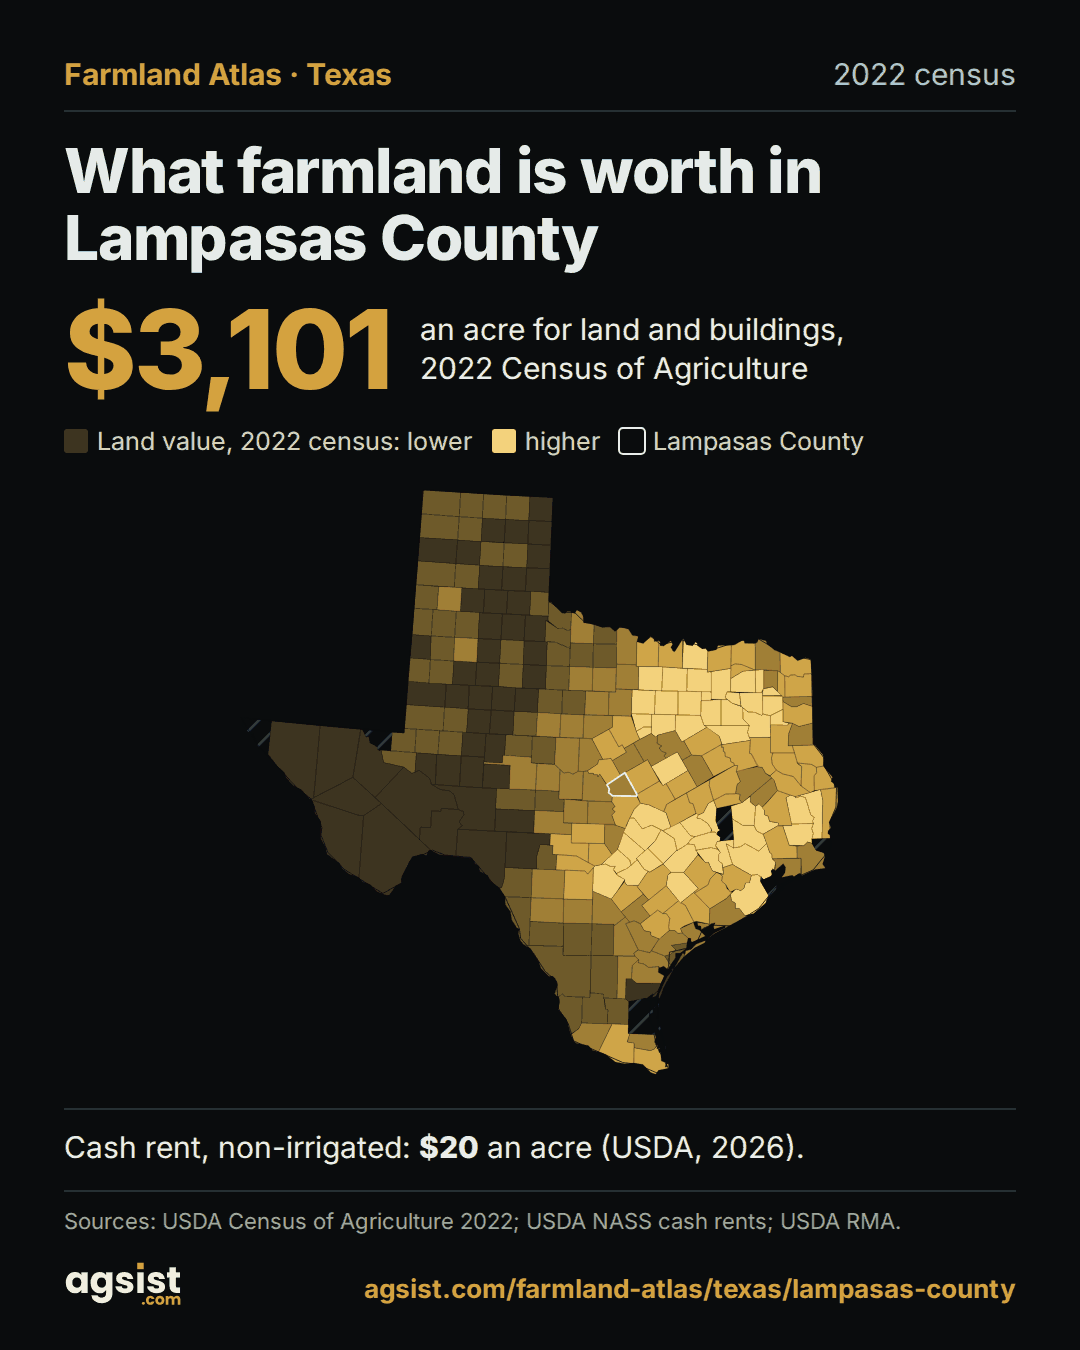 Farmland Atlas · Texas
2022 census
What farmland is worth in
Lampasas County
$3,101
an acre for land and buildings,
2022 Census of Agriculture
Land value, 2022 census: lower
higher
Lampasas County
Cash rent, non-irrigated: $20 an acre (USDA, 2026).
Sources: USDA Census of Agriculture 2022; USDA NASS cash rents; USDA RMA.
agsist
.com
agsist.com/farmland-atlas/texas/lampasas-county